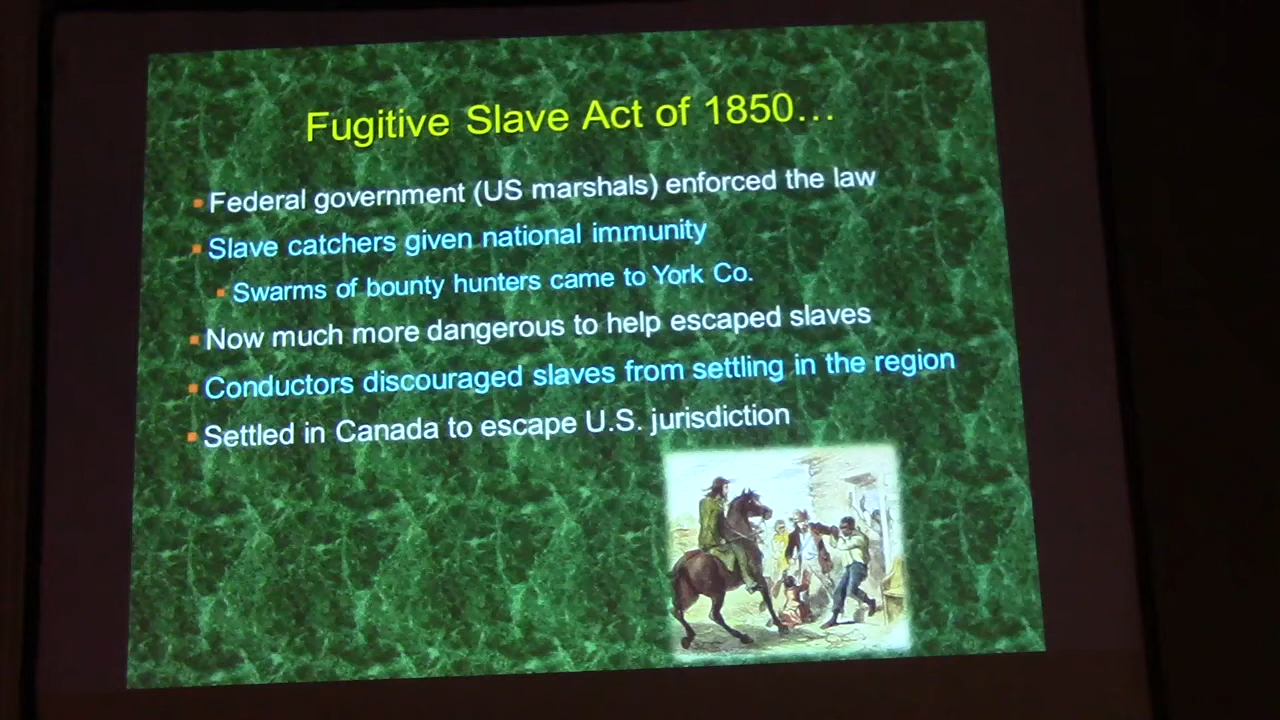 Fugitive Slave Act of 1850…
Federal government (US marshals) enforced the law
Slave catchers given national immunity
Swarms of bounty hunters came to York Co.
Now much more dangerous to help escaped slaves
Conductors discouraged slaves from settling in the region
Settled in Canada to escape U.S. jurisdiction